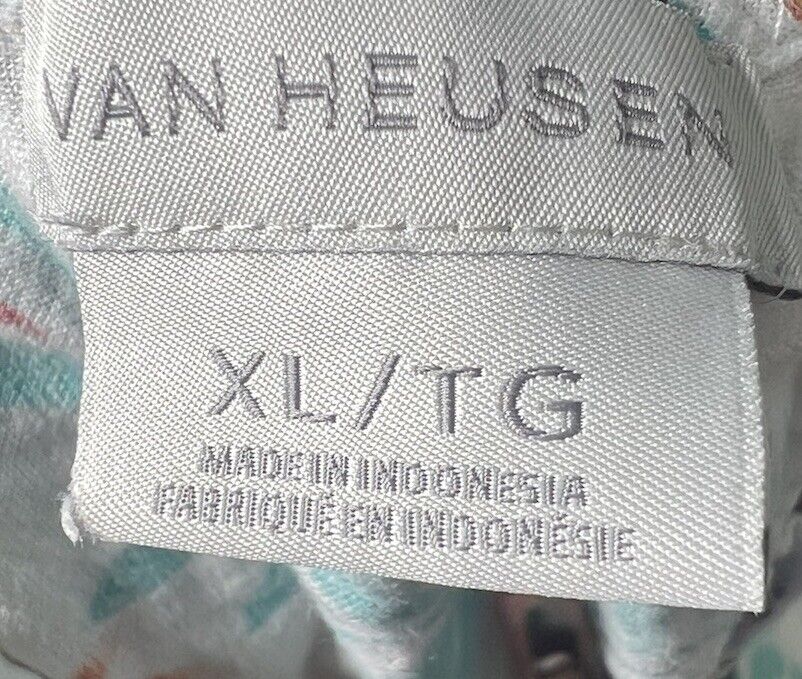 VAN HEUSEN
XL/TG
MADE IN INDONESIA
FABRIQUÉ EN INDONÉSIE